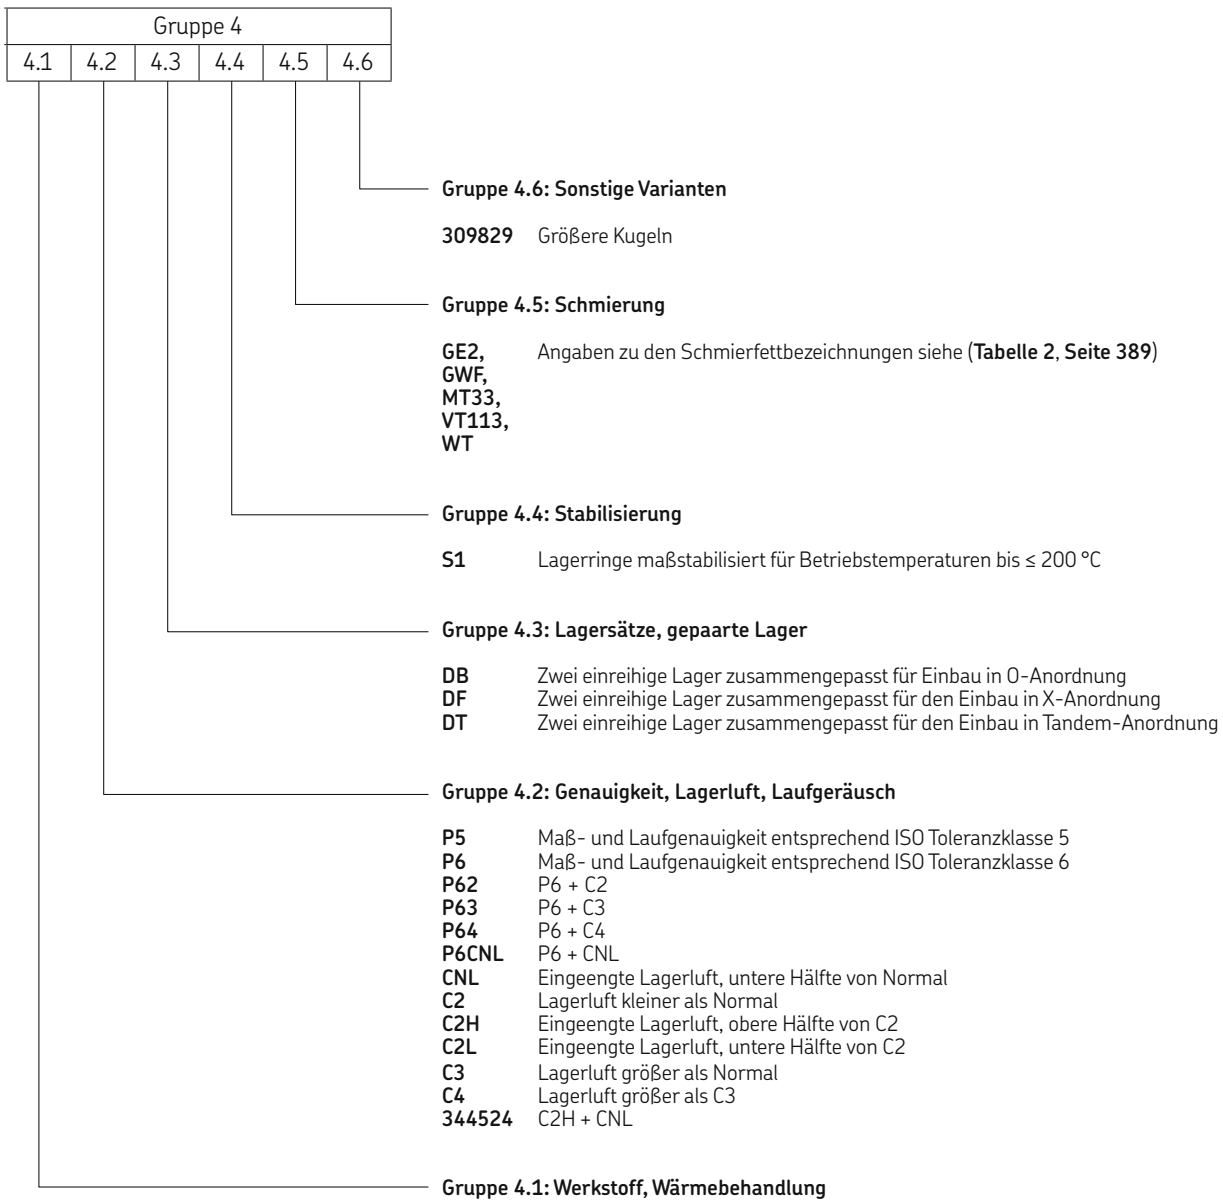 Gruppe 4
4.1 4.2 4.3 4.4 4.5 4.6
Gruppe 4.6: Sonstige Varianten
309829 Größere Kugeln
Gruppe 4.5: Schmierung
GE2, Angaben zu den Schmierfettbezeichnungen siehe (Tabelle 2, Seite 389)
GWF,
MT33,
VT113,
WT
Gruppe 4.4: Stabilisierung
S1 Lagerringe maßstabilisiert für Betriebstemperaturen bis ≤ 200 °C
Gruppe 4.3: Lagersätze, gepaarte Lager
DB Zwei einreihige Lager zusammengepasst für Einbau in O-Anordnung
DF Zwei einreihige Lager zusammengepasst für den Einbau in X-Anordnung
DT Zwei einreihige Lager zusammengepasst für den Einbau in Tandem-Anordnung
Gruppe 4.2: Genauigkeit, Lagerluft, Laufgeräusch
P5 Maß- und Laufgenauigkeit entsprechend ISO Toleranzklasse 5
P6 Maß- und Laufgenauigkeit entsprechend ISO Toleranzklasse 6
P62 P6 + C2
P63 P6 + C3
P64 P6 + C4
P6CNL P6 + CNL
CNL Eingeengte Lagerluft, untere Hälfte von Normal
C2 Lagerluft kleiner als Normal
C2H Eingeengte Lagerluft, obere Hälfte von C2
C2L Eingeengte Lagerluft, untere Hälfte von C2
C3 Lagerluft größer als Normal
C4 Lagerluft größer als C3
344524 C2H + CNL
Gruppe 4.1: Werkstoff, Wärmebehandlung